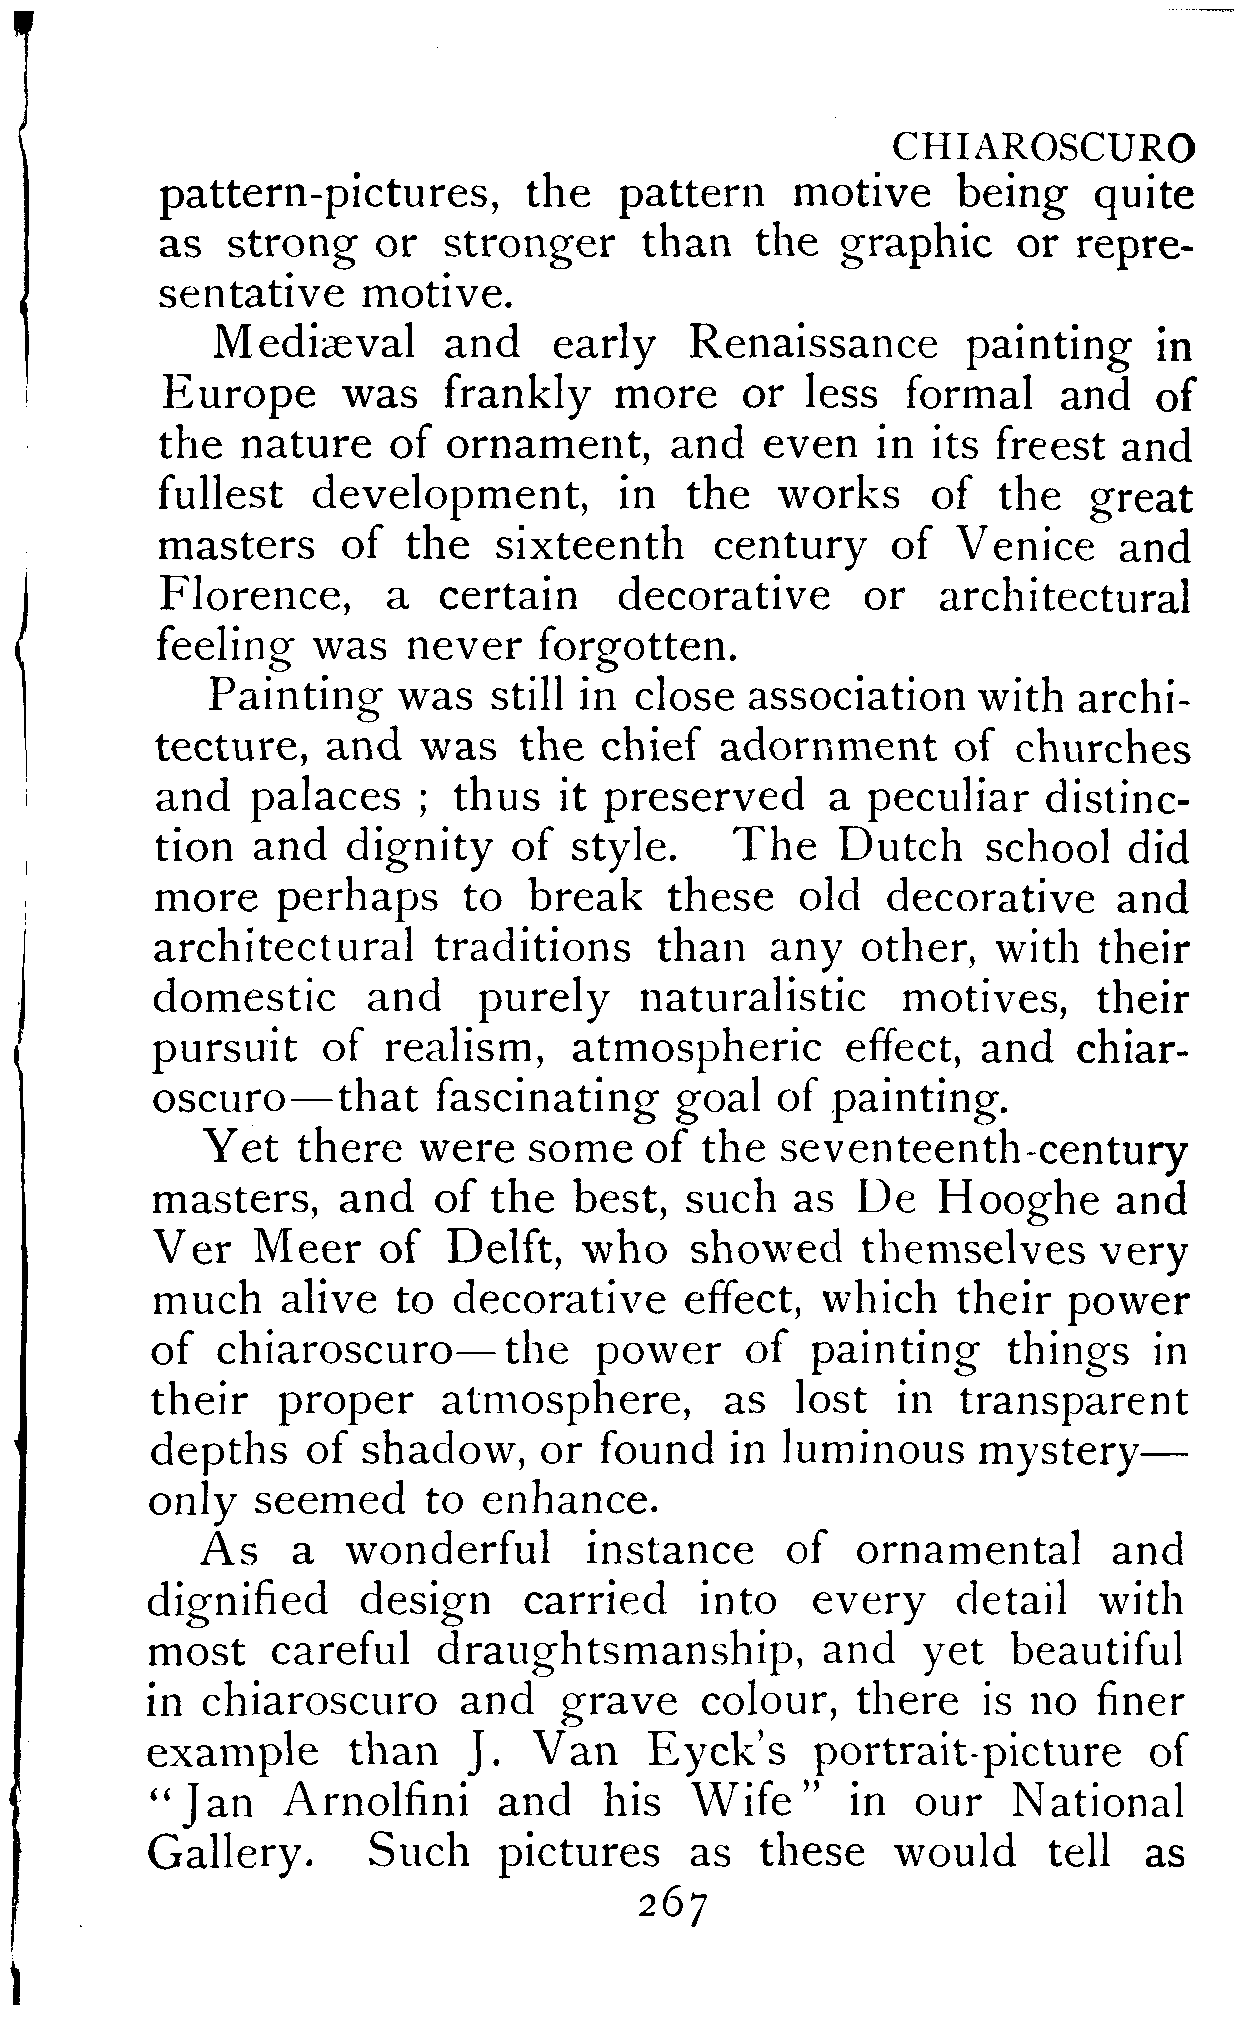 CHIAROSCURO
pattern-pictures, the pattern motive being quite
as strong or stronger than the graphic or repre-
sentative motive.
Mediæval and early Renaissance painting in
Europe was frankly more or less formal and of
the nature of ornament, and even in its freest and
fullest development, in the works of the great
masters of the sixteenth century of Venice and
Florence, a certain decorative or architectural
feeling was never forgotten.
Painting was still in close association with archi-
tecture, and was the chief adornment of churches
and palaces ; thus it preserved a peculiar distinc-
tion and dignity of style. The Dutch school did
more perhaps to break these old decorative and
architectural traditions than any other, with their
domestic and purely naturalistic motives, their
pursuit of realism, atmospheric effect, and chiar-
oscuro—that fascinating goal of painting.
Yet there were some of the seventeenth-century
masters, and of the best, such as De Hooghe and
Ver Meer of Delft, who showed themselves very
much alive to decorative effect, which their power
of chiaroscuro—the power of painting things in
their proper atmosphere, as lost in transparent
depths of shadow, or found in luminous mystery—
only seemed to enhance.
As a wonderful instance of ornamental and
dignified design carried into every detail with
most careful draughtsmanship, and yet beautiful
in chiaroscuro and grave colour, there is no finer
example than J. Van Eyck's portrait-picture of
"Jan Arnolfini and his Wife" in our National
Gallery. Such pictures as these would tell as
267